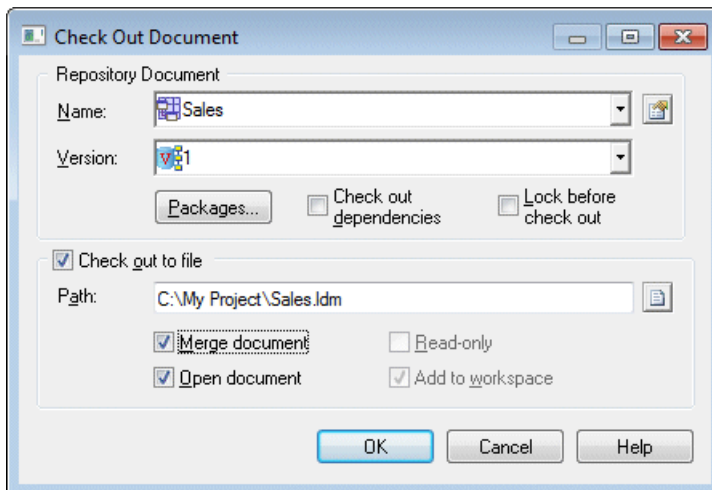 Check Out Document
Repository Document
Name: Sales
Version: 1
Packages... Check out dependencies Lock before check out
Check out to file
Path: C:\My Project\Sales.ldm
Merge document Read-only
Open document Add to workspace
OK Cancel Help